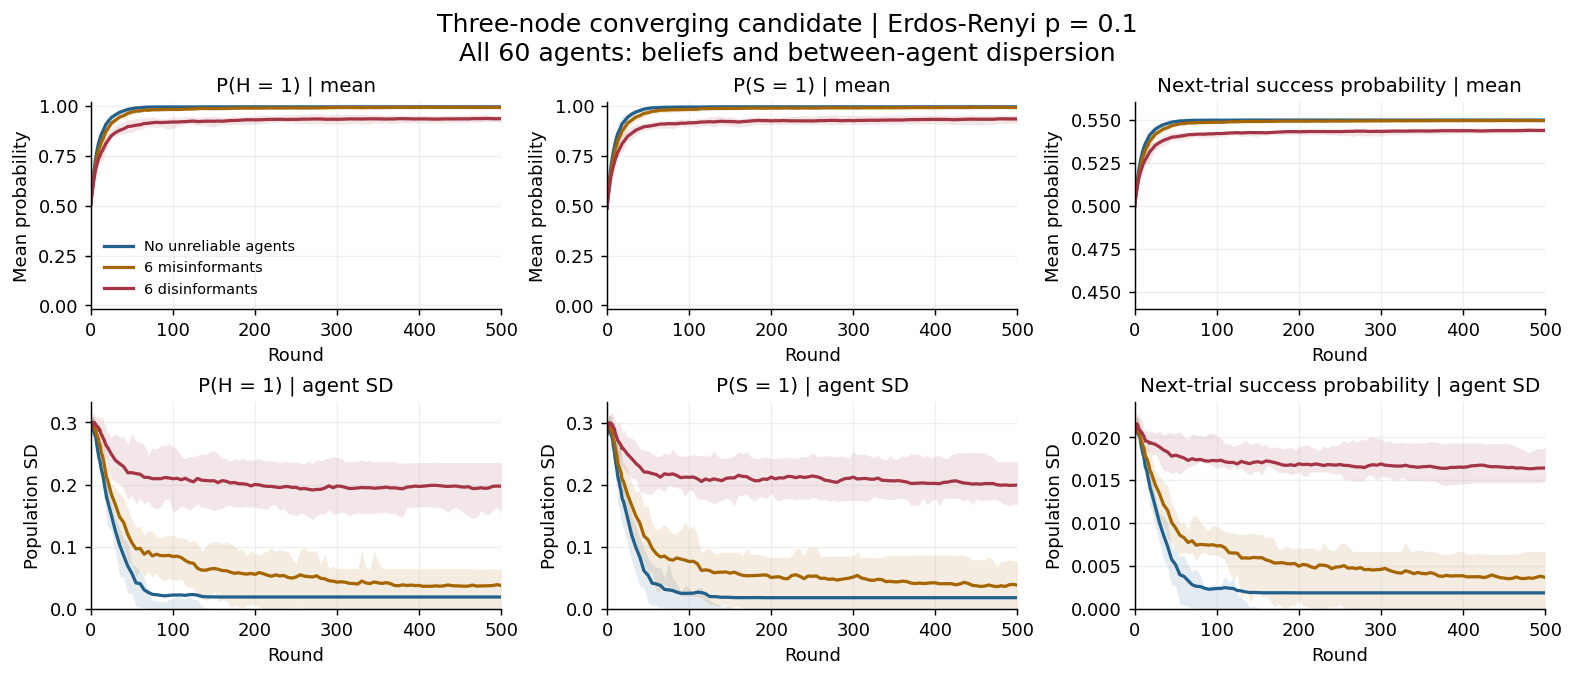 Three-node converging candidate | Erdos-Renyi p = 0.1
All 60 agents: beliefs and between-agent dispersion
P(H = 1) | mean
Mean probability
1.00
0.75
0.50
0.25
0.00
No unreliable agents
6 misinformants
6 disinformants
0 100 200 300 400 500
Round
P(S = 1) | mean
Mean probability
1.00
0.75
0.50
0.25
0.00
0 100 200 300 400 500
Round
Next-trial success probability | mean
Mean probability
0.550
0.525
0.500
0.475
0.450
0 100 200 300 400 500
Round
P(H = 1) | agent SD
Population SD
0.3
0.2
0.1
0.0
0 100 200 300 400 500
Round
P(S = 1) | agent SD
Population SD
0.3
0.2
0.1
0.0
0 100 200 300 400 500
Round
Next-trial success probability | agent SD
Population SD
0.020
0.015
0.010
0.005
0.000
0 100 200 300 400 500
Round